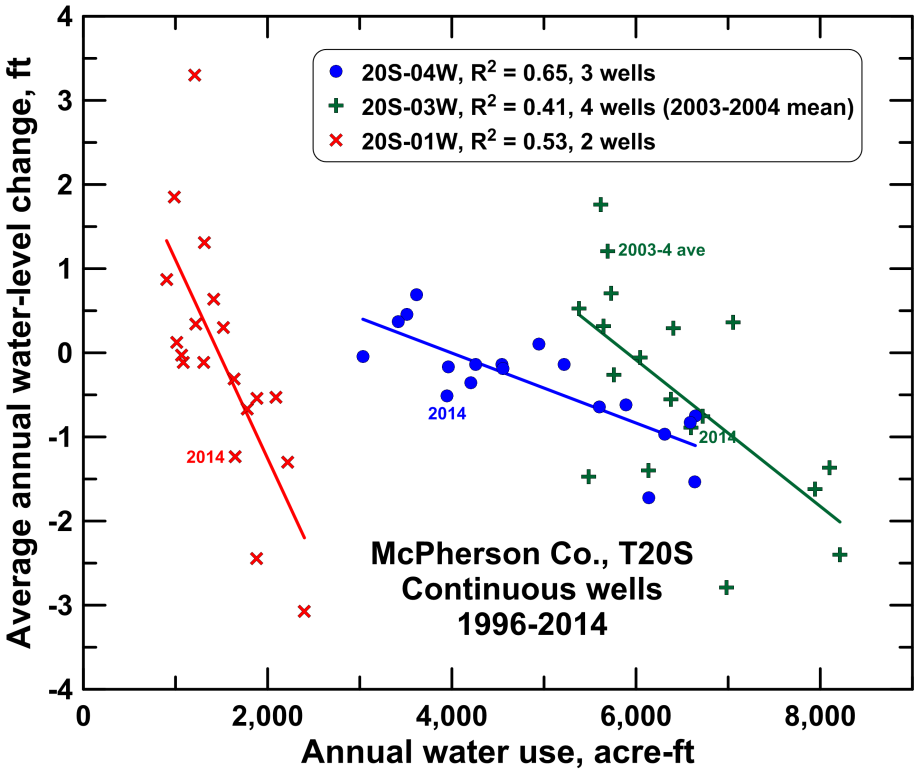 4
3
2
1
0
-1
-2
-3
-4
Average annual water-level change, ft
20S-04W, R² = 0.65, 3 wells
20S-03W, R² = 0.41, 4 wells (2003-2004 mean)
20S-01W, R² = 0.53, 2 wells
2003-4 ave
2014
2014
2014
McPherson Co., T20S
Continuous wells
1996-2014
0 2,000 4,000 6,000 8,000
Annual water use, acre-ft